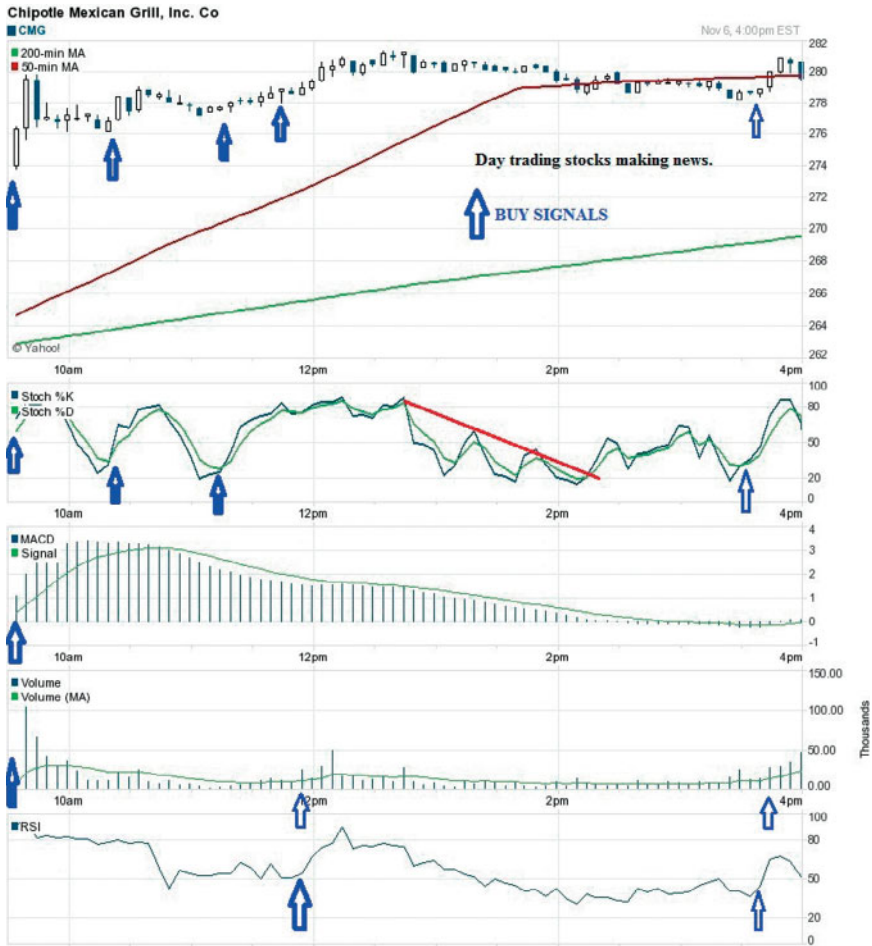 Chipotle Mexican Grill, Inc. Co
CMG
Nov 6, 4:00pm EST
200-min MA
50-min MA
282
280
278
276
274
272
270
268
266
264
262
Day trading stocks making news.
BUY SIGNALS
© Yahoo!
10am 12pm 2pm 4pm
Stoch %K
Stoch %D
100
80
50
20
0
10am 12pm 2pm 4pm
MACD
Signal
4
3
2
1
0
-1
10am 12pm 2pm 4pm
Volume
Volume (MA)
150.00
100.00
50.00
0.00
Thousands
10am 12pm 2pm 4pm
RSI
100
80
50
20
0